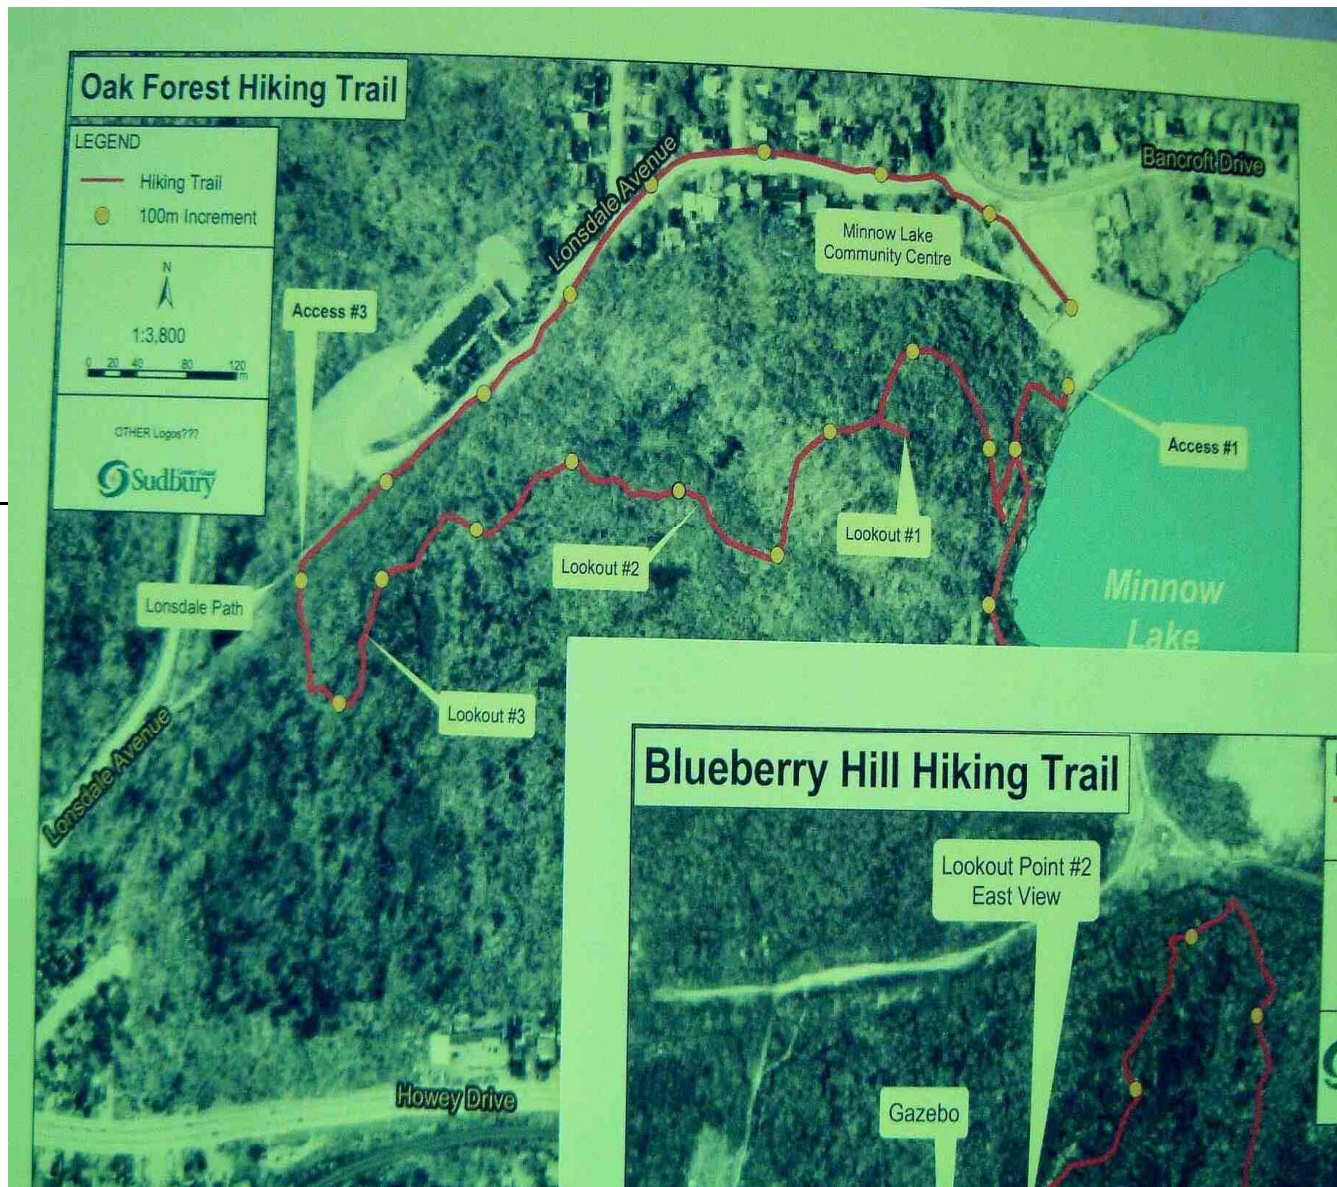 Oak Forest Hiking Trail
LEGEND
Hiking Trail
100m Increment
N
1:3,800
0 20 40 80 120
m
OTHER Logos???
Sudbury
Access #3
Lonsdale Avenue
Bancroft Drive
Minnow Lake
Community Centre
Access #1
Lookout #1
Lookout #2
Lonsdale Path
Minnow
Lake
Lookout #3
Lonsdale Avenue
Howey Drive
Blueberry Hill Hiking Trail
Lookout Point #2
East View
Gazebo